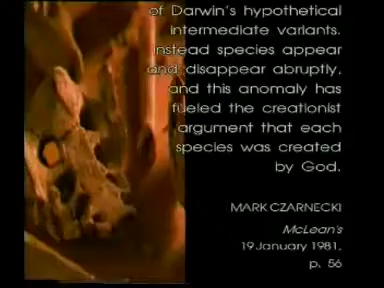 of Darwin's hypothetical
intermediate variants.
Instead species appear
and disappear abruptly,
and this anomaly has
fueled the creationist
argument that each
species was created
by God.
MARK CZARNECKI
McLean's
19 January 1981,
p. 56